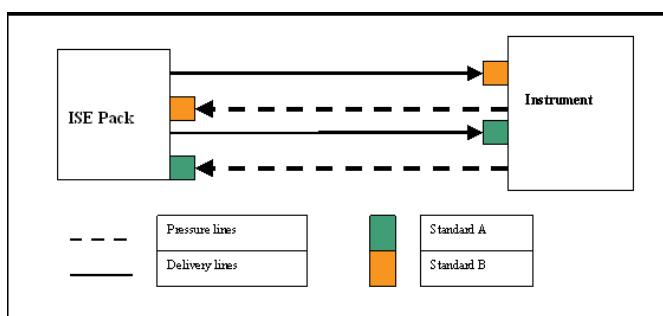 ISE Pack
Instrument
Pressure lines
Standard A
Delivery lines
Standard B